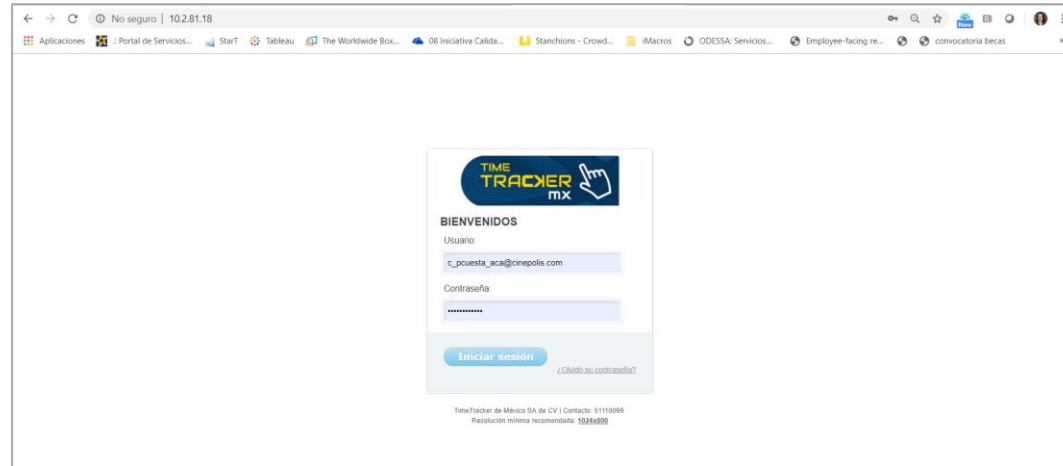 No seguro | 10.2.81.18
Aplicaciones .: Portal de Servicios... StarT Tableau The Worldwide Box... 08 Iniciativa Calida... Stanchions - Crowd... iMacros ODESSA: Servicios... Employee-facing re... convocatoria becas
New
TIME
TRACKER
mx
BIENVENIDOS
Usuario:
c_pcuesta_aca@cinepolis.com
Contraseña:
••••••••••••
Iniciar sesión
¿Olvidó su contraseña?
TimeTracker de México SA de CV | Contacto: 51110099
Resolución mínima recomendada: 1024x800